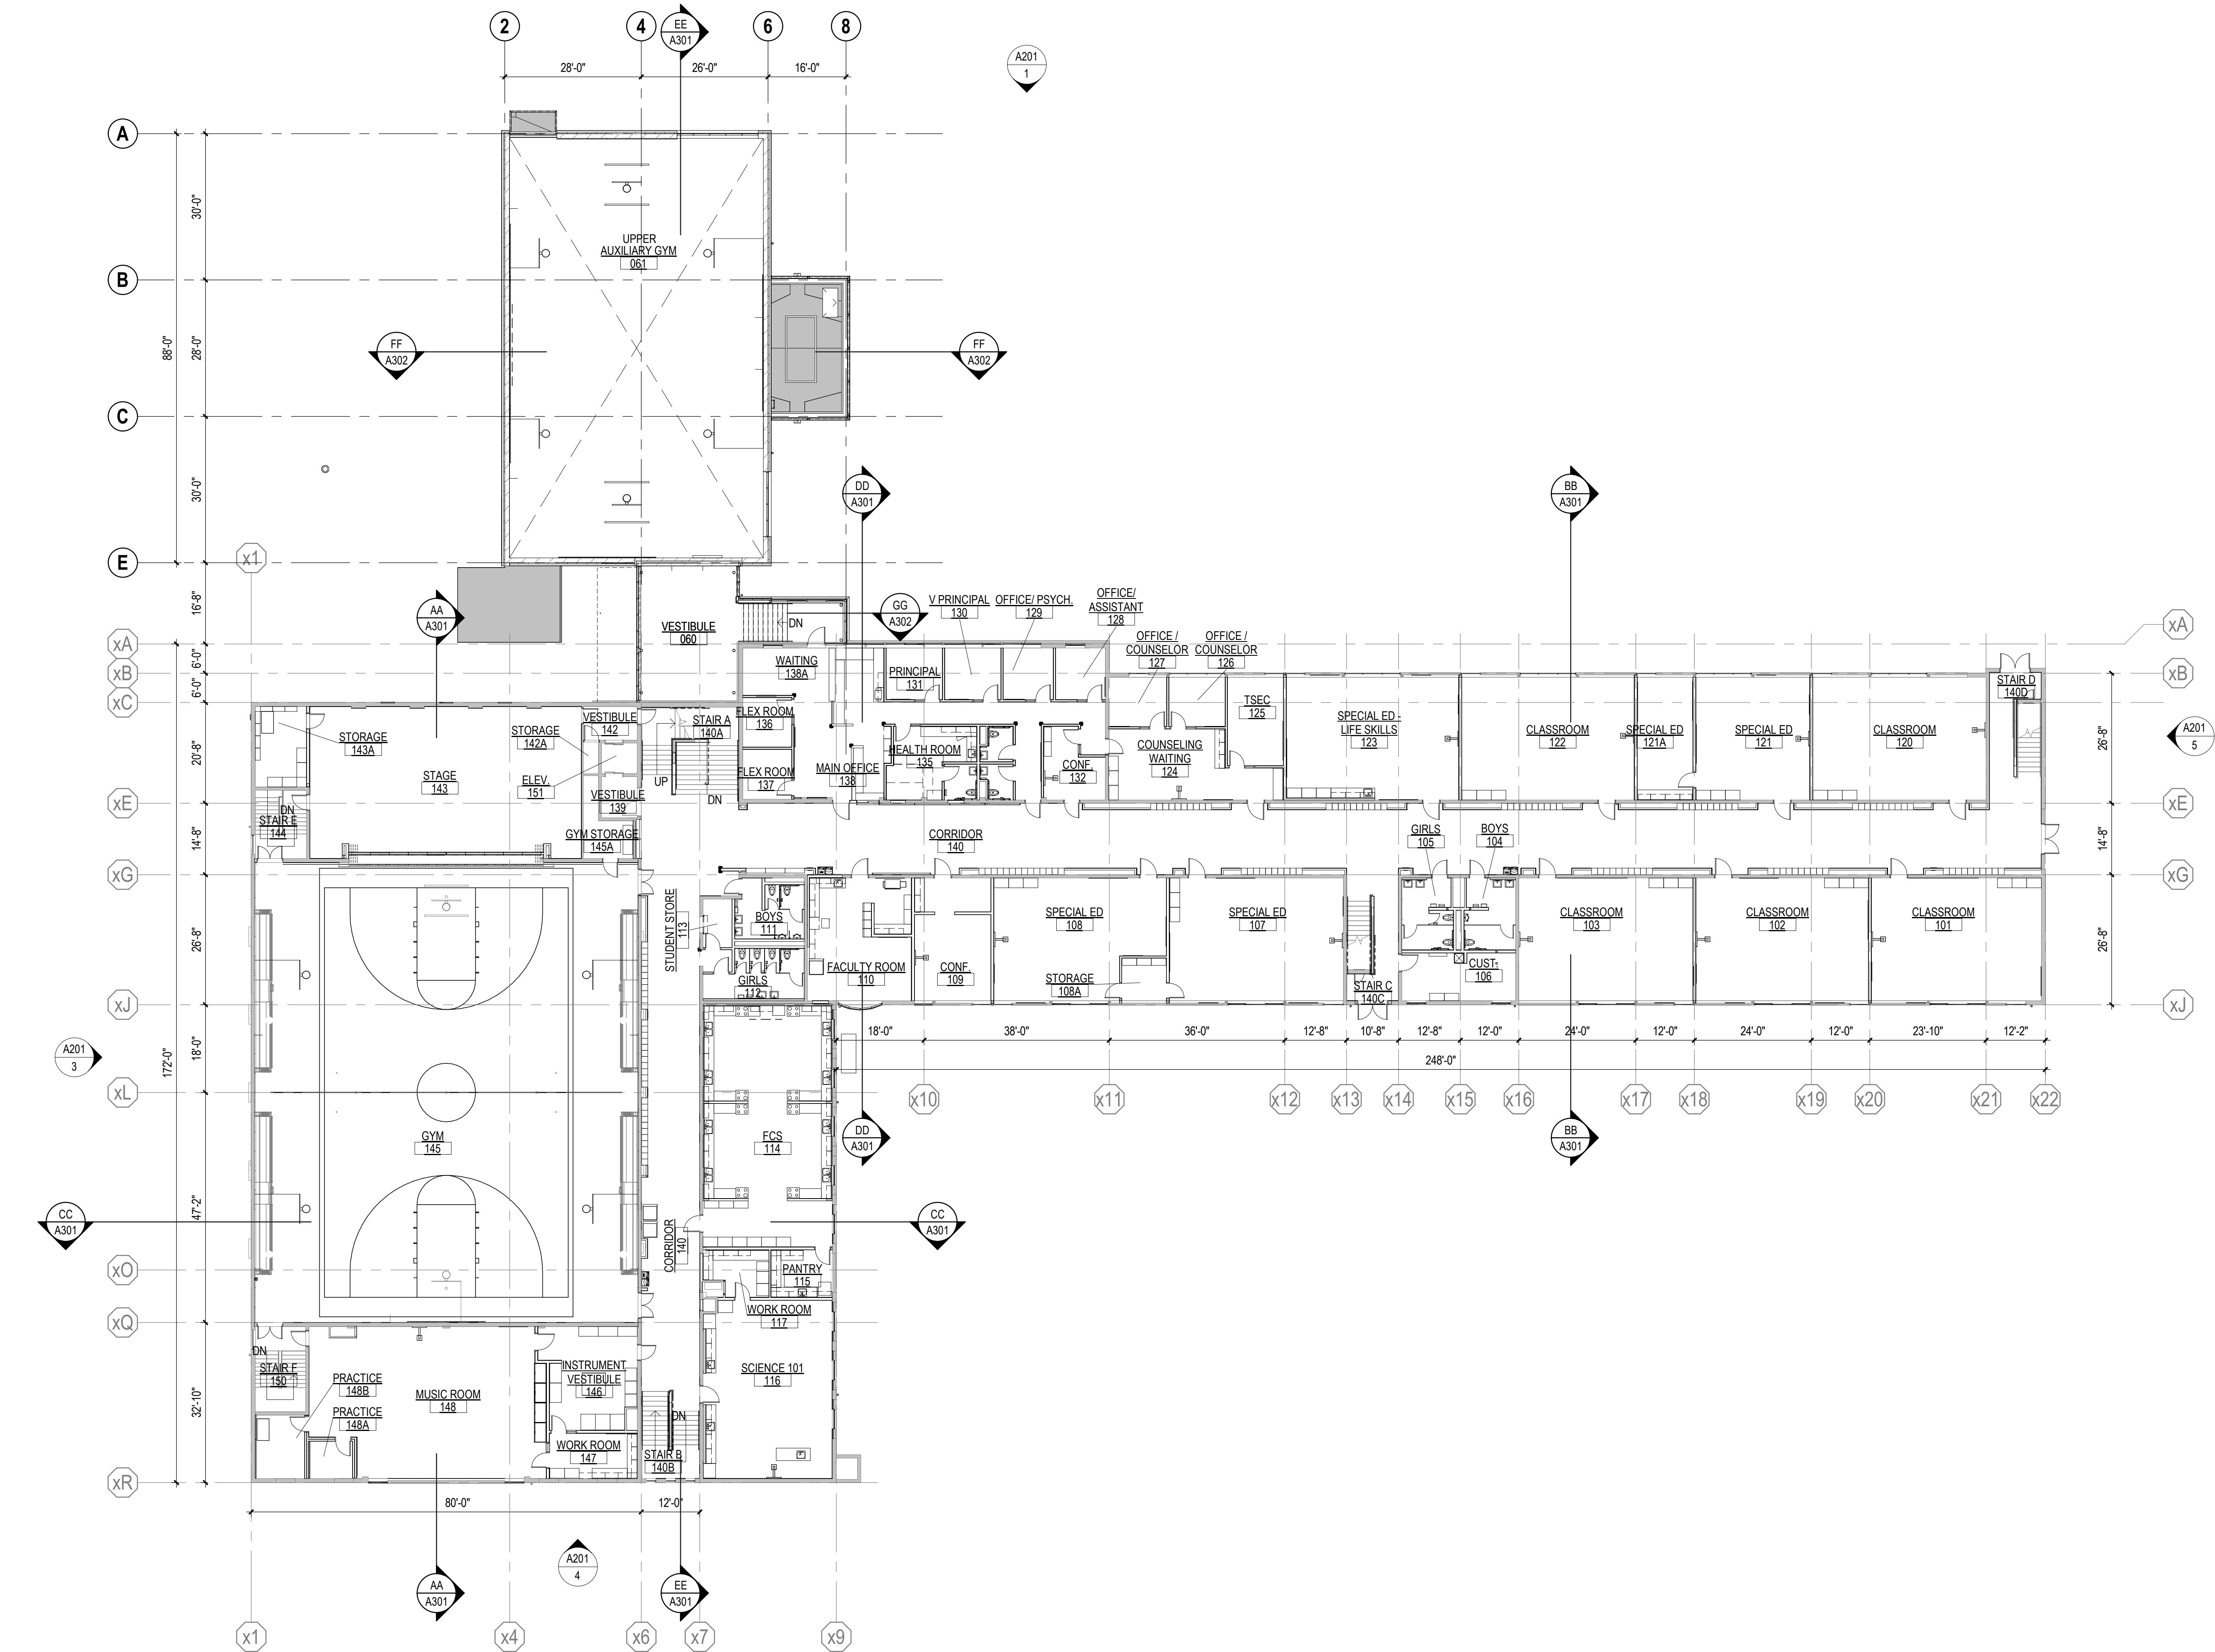 2
4
6
8
EE
A301
A201
1
28'-0"
26'-0"
16'-0"
A
B
C
E
30'-0"
28'-0"
30'-0"
88'-0"
16'-8"
UPPER
AUXILIARY GYM
061
FF
A302
FF
A302
DD
A301
BB
A301
x1
AA
A301
GG
A302
VESTIBULE
060
DN
V PRINCIPAL
130
OFFICE/ PSYCH.
129
OFFICE/
ASSISTANT
128
OFFICE /
COUNSELOR
127
OFFICE /
COUNSELOR
126
xA
xB
xC
xE
xG
xJ
xL
xO
xQ
xR
6'-0"
6'-0"
20'-8"
14'-8"
26'-8"
18'-0"
47'-2"
32'-10"
172'-0"
xA
xB
xE
xG
xJ
26'-8"
14'-8"
26'-8"
A201
5
WAITING
138A
PRINCIPAL
131
FLEX ROOM
136
FLEX ROOM
137
MAIN OFFICE
138
HEALTH ROOM
135
CONF.
132
COUNSELING
WAITING
124
TSEC
125
SPECIAL ED -
LIFE SKILLS
123
CLASSROOM
122
SPECIAL ED
121A
SPECIAL ED
121
CLASSROOM
120
STAIR D
140D
STORAGE
143A
STAGE
143
STORAGE
142A
VESTIBULE
142
ELEV.
151
VESTIBULE
139
STAIR A
140A
UP
DN
DN
STAIR E
144
GYM STORAGE
145A
CORRIDOR
140
GIRLS
105
BOYS
104
STUDENT STORE
113
BOYS
111
GIRLS
112
FACULTY ROOM
110
CONF.
109
SPECIAL ED
108
STORAGE
108A
SPECIAL ED
107
STAIR C
140C
CUST.
106
CLASSROOM
103
CLASSROOM
102
CLASSROOM
101
18'-0"
38'-0"
36'-0"
12'-8"
10'-8"
12'-8"
12'-0"
24'-0"
12'-0"
24'-0"
12'-0"
23'-10"
12'-2"
248'-0"
x10
x11
x12
x13
x14
x15
x16
x17
x18
x19
x20
x21
x22
A201
3
GYM
145
FCS
114
DD
A301
BB
A301
CC
A301
CC
A301
CORRIDOR
140
PANTRY
115
WORK ROOM
117
SCIENCE 101
116
DN
STAIR F
150
PRACTICE
148B
PRACTICE
148A
MUSIC ROOM
148
INSTRUMENT
VESTIBULE
146
WORK ROOM
147
DN
STAIR B
140B
80'-0"
12'-0"
A201
4
AA
A301
EE
A301
x1
x4
x6
x7
x9